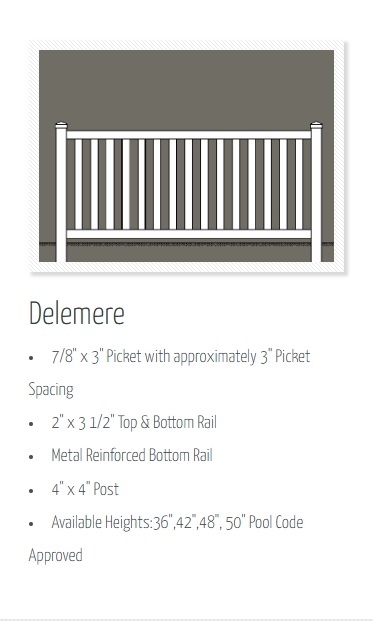 Delemere
• 7/8" x 3" Picket with approximately 3" Picket
Spacing
• 2" x 3 1/2" Top & Bottom Rail
• Metal Reinforced Bottom Rail
• 4" x 4" Post
• Available Heights:36",42",48", 50" Pool Code
Approved